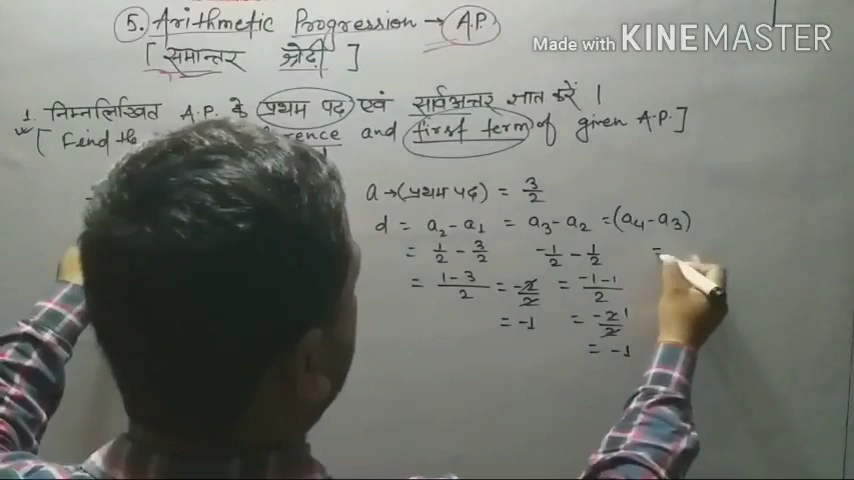 5. Arithmetic Progression → A.P.
Made with KINEMASTER
[ समान्तर श्रेढ़ी ]
1. निम्नलिखित A.P. के प्रथम पद एवं सार्वअन्तर ज्ञात करें ।
[ Find the and first term of given A.P. ]
a → (प्रथम पद) = 3/2
d = a₂ - a₁ = a₃ - a₂ = (a₄ - a₃)
= 1/2 - 3/2 -1/2 - 1/2 =
= 1-3/2 = -2/2 = -1-1/2
= -1 = -2/2 1
= -1